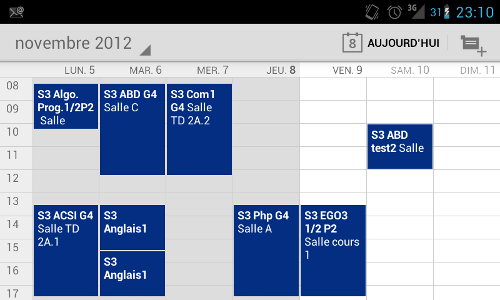 3G 31 23:10
novembre 2012 8 AUJOURD'HUI
LUN. 5 MAR. 6 MER. 7 JEU. 8 VEN. 9 SAM. 10 DIM. 11
08
09
10
11
12
13
14
15
16
17
S3 Algo.
Prog.1/2P2
Salle
S3 ACSI G4
Salle TD
2A.1
S3 ABD G4
Salle C
S3
Anglais1
S3
Anglais1
S3 Com1
G4 Salle
TD 2A.2
S3 Php G4
Salle A
S3 EGO3
1/2 P2
Salle cours
1
S3 ABD
test2 Salle